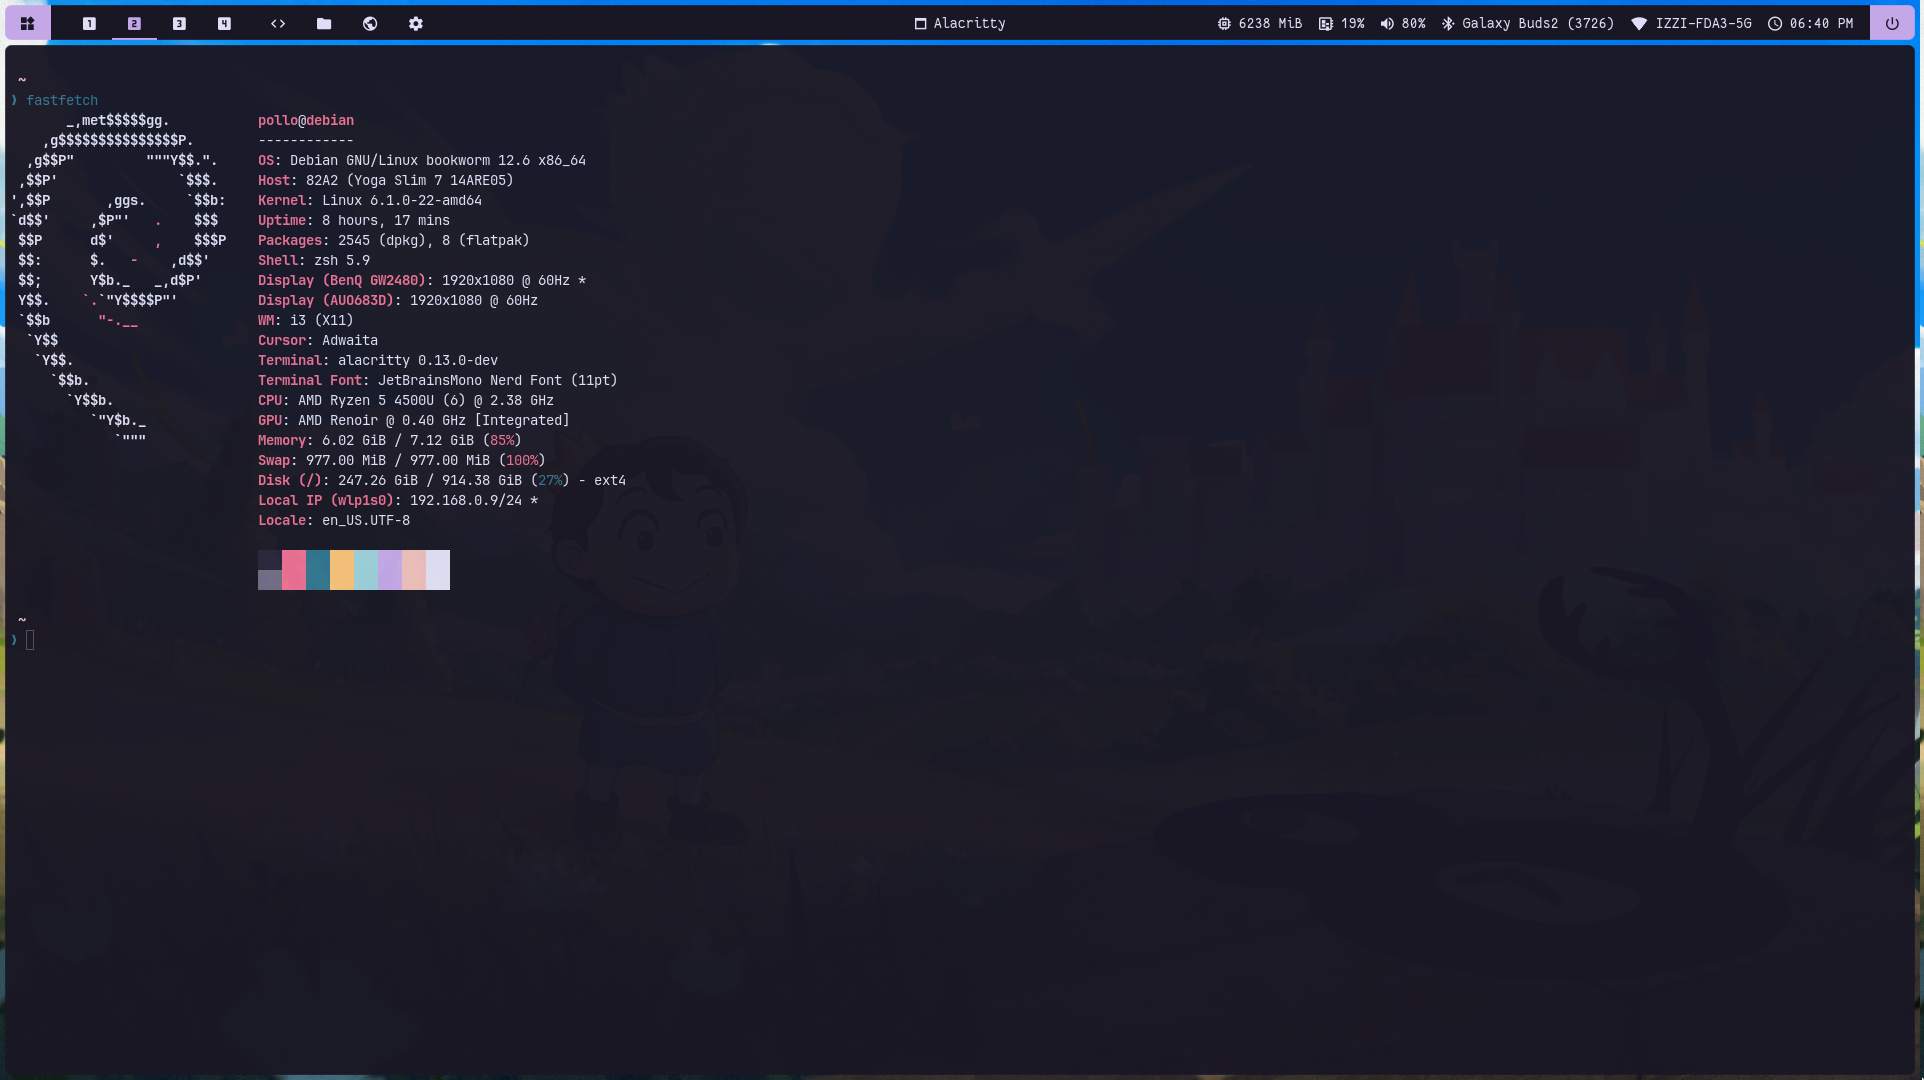 1 2 3 4 Alacritty 6238 MiB 19% 80% Galaxy Buds2 (3726) IZZI-FDA3-5G 06:40 PM
~
❯ fastfetch
       _,met$$$$$gg.
    ,g$$$$$$$$$$$$$$$P.
  ,g$$P"         """Y$$.".
 ,$$P'               `$$$.
',$$P       ,ggs.     `$$b:
`d$$'     ,$P"'   .    $$$
 $$P      d$'     ,    $$$P
 $$:      $.   -    ,d$$'
 $$;      Y$b._   _,d$P'
 Y$$.    `.`"Y$$$$P"'
 `$$b      "-.__
  `Y$$
   `Y$$.
     `$$b.
       `Y$$b.
          `"Y$b._
             `"""
pollo@debian
------------
OS: Debian GNU/Linux bookworm 12.6 x86_64
Host: 82A2 (Yoga Slim 7 14ARE05)
Kernel: Linux 6.1.0-22-amd64
Uptime: 8 hours, 17 mins
Packages: 2545 (dpkg), 8 (flatpak)
Shell: zsh 5.9
Display (BenQ GW2480): 1920x1080 @ 60Hz *
Display (AUO683D): 1920x1080 @ 60Hz
WM: i3 (X11)
Cursor: Adwaita
Terminal: alacritty 0.13.0-dev
Terminal Font: JetBrainsMono Nerd Font (11pt)
CPU: AMD Ryzen 5 4500U (6) @ 2.38 GHz
GPU: AMD Renoir @ 0.40 GHz [Integrated]
Memory: 6.02 GiB / 7.12 GiB (85%)
Swap: 977.00 MiB / 977.00 MiB (100%)
Disk (/): 247.26 GiB / 914.38 GiB (27%) - ext4
Local IP (wlp1s0): 192.168.0.9/24 *
Locale: en_US.UTF-8
~
❯